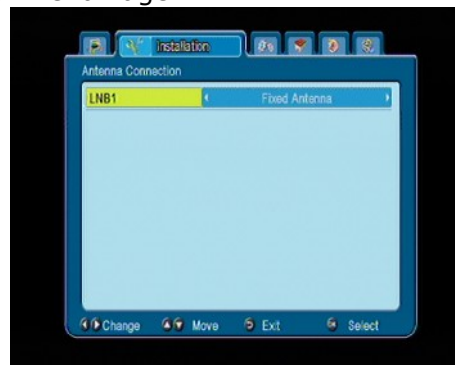 Installation
Antenna Connection
LNB1 Fixed Antenna
Change Move Exit Select